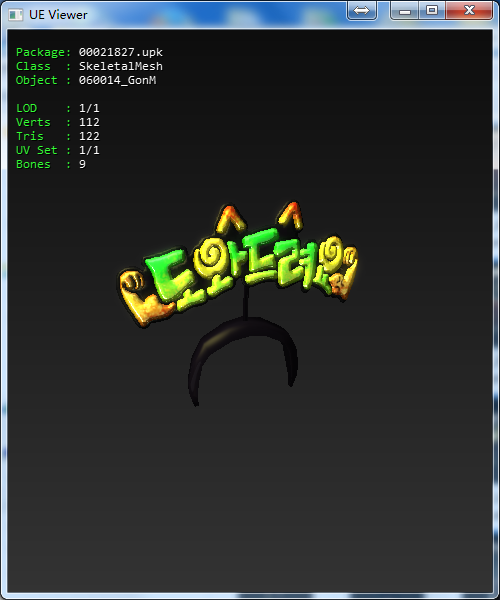 UE Viewer
Package: 00021827.upk
Class : SkeletalMesh
Object : 060014_GonM
LOD : 1/1
Verts : 112
Tris : 122
UV Set : 1/1
Bones : 9
도와드려요